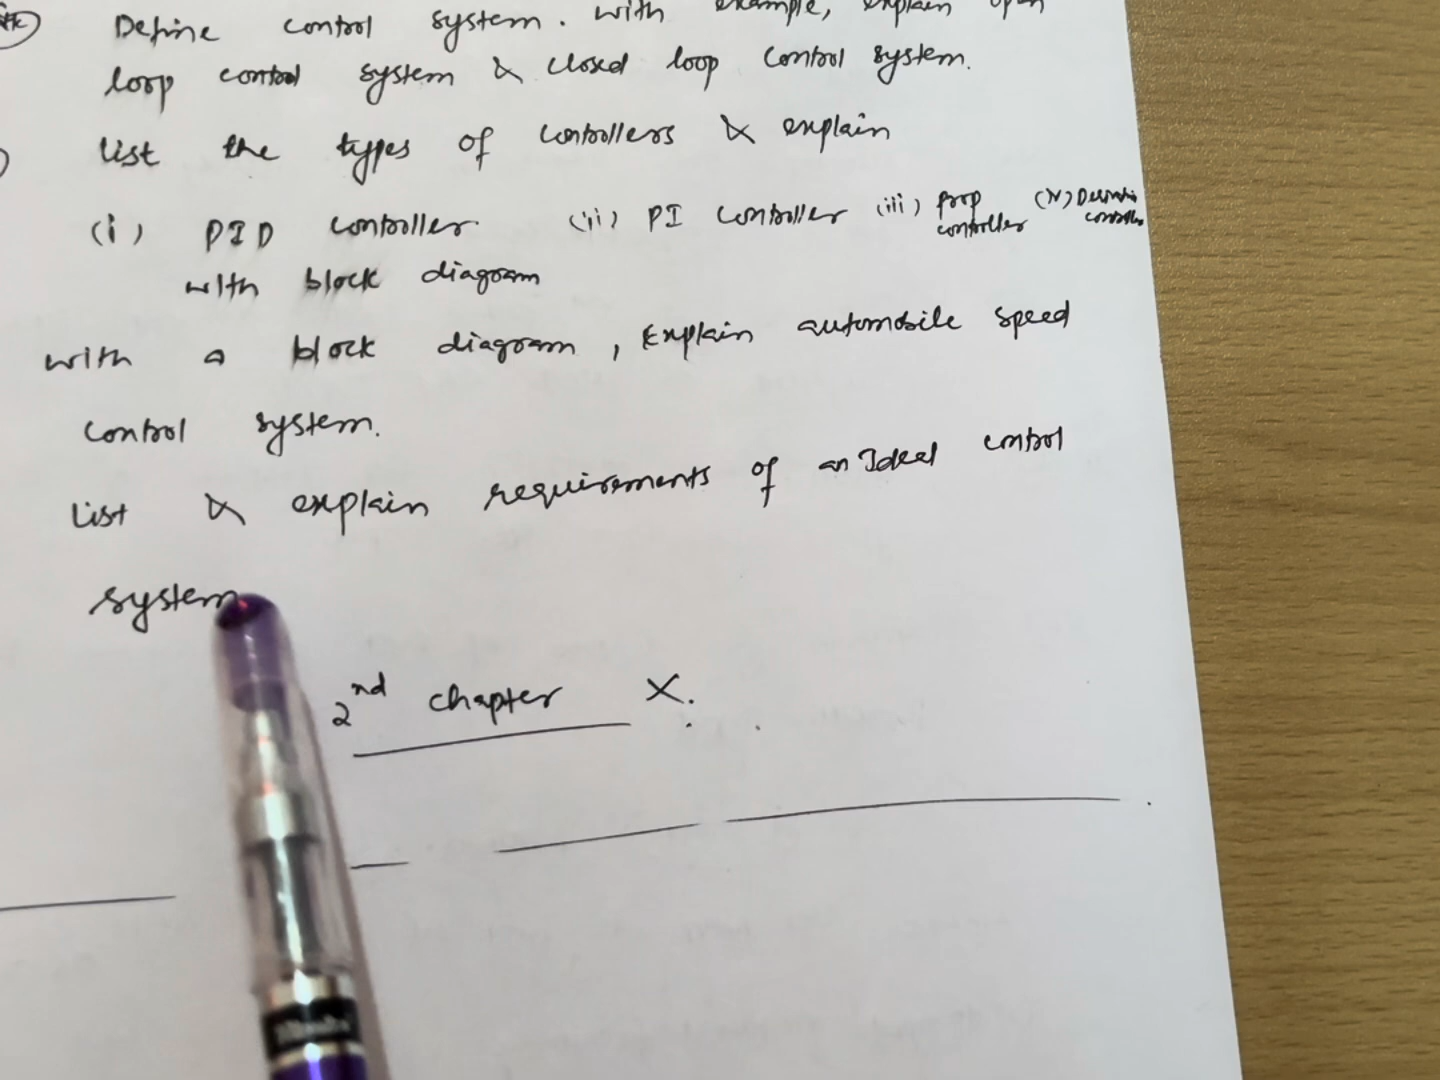 Define control system. With example, explain open
loop control system & closed loop control system.
List the types of controllers & explain
(i) PID controller (ii) PI controller (iii) prop controller (iv) controller
with block diagram
with a block diagram, Explain automobile speed
control system.
List & explain requirements of an Ideal control
system
2nd chapter X.